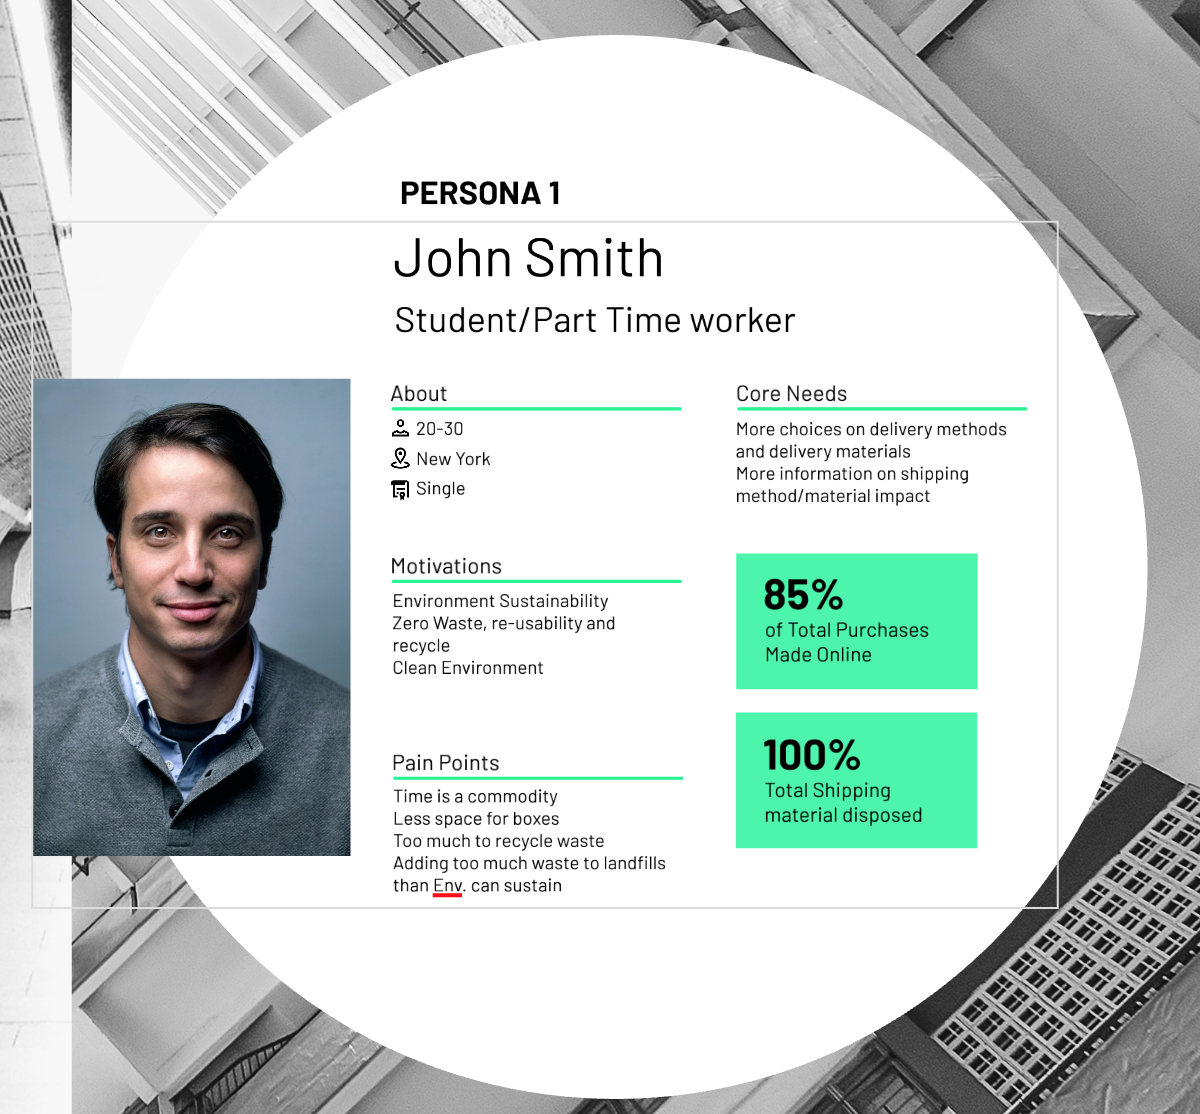 PERSONA 1
John Smith
Student/Part Time worker
About
20-30
New York
Single
Motivations
Environment Sustainability
Zero Waste, re-usability and
recycle
Clean Environment
Pain Points
Time is a commodity
Less space for boxes
Too much to recycle waste
Adding too much waste to landfills
than Env. can sustain
Core Needs
More choices on delivery methods
and delivery materials
More information on shipping
method/material impact
85%
of Total Purchases
Made Online
100%
Total Shipping
material disposed